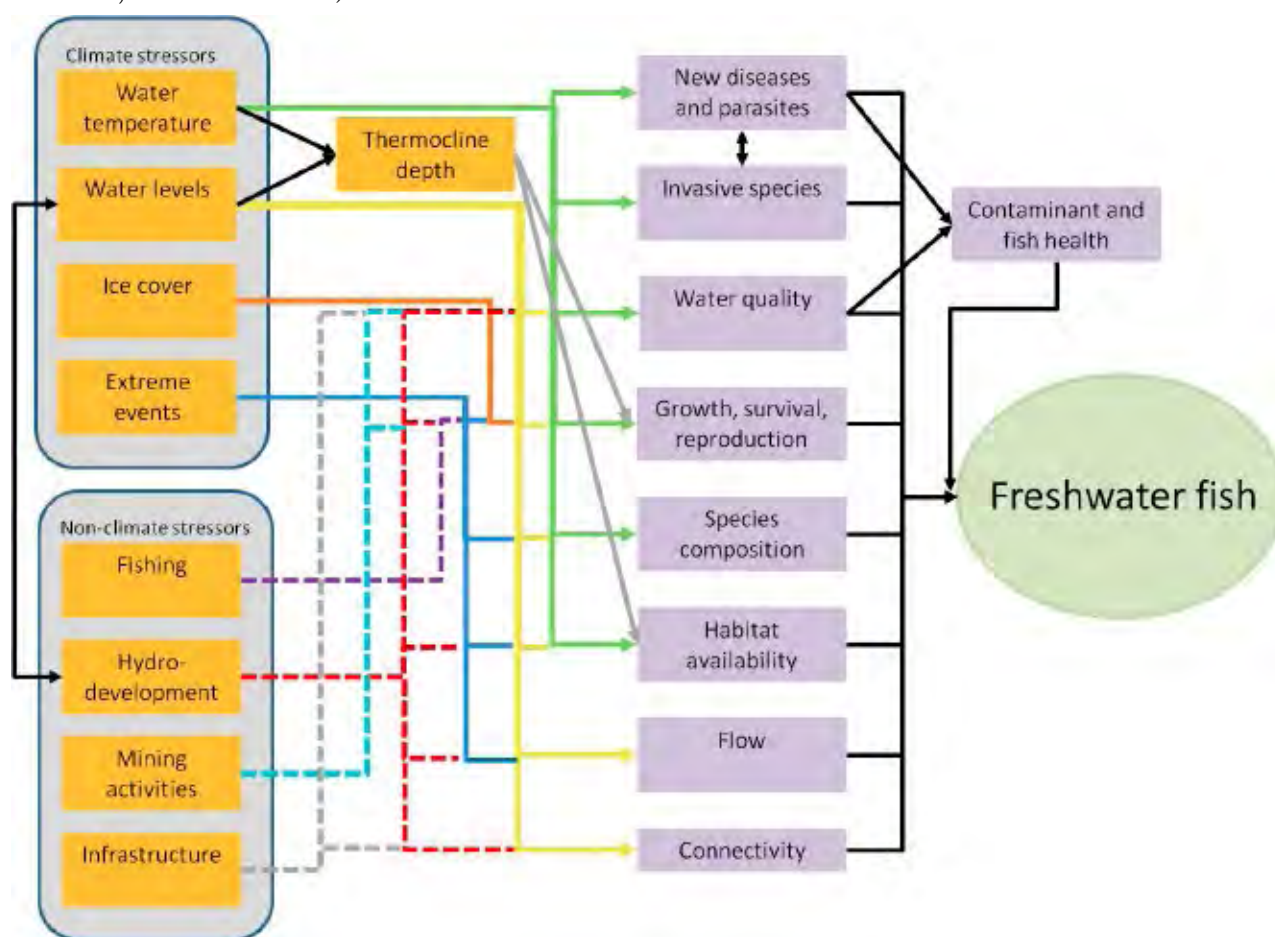 Climate stressors
Water
temperature
Water levels
Ice cover
Extreme
events
Non-climate stressors
Fishing
Hydro-
development
Mining
activities
Infrastructure
Thermocline
depth
New diseases
and parasites
Invasive species
Water quality
Growth, survival,
reproduction
Species
composition
Habitat
availability
Flow
Connectivity
Contaminant and
fish health
Freshwater fish